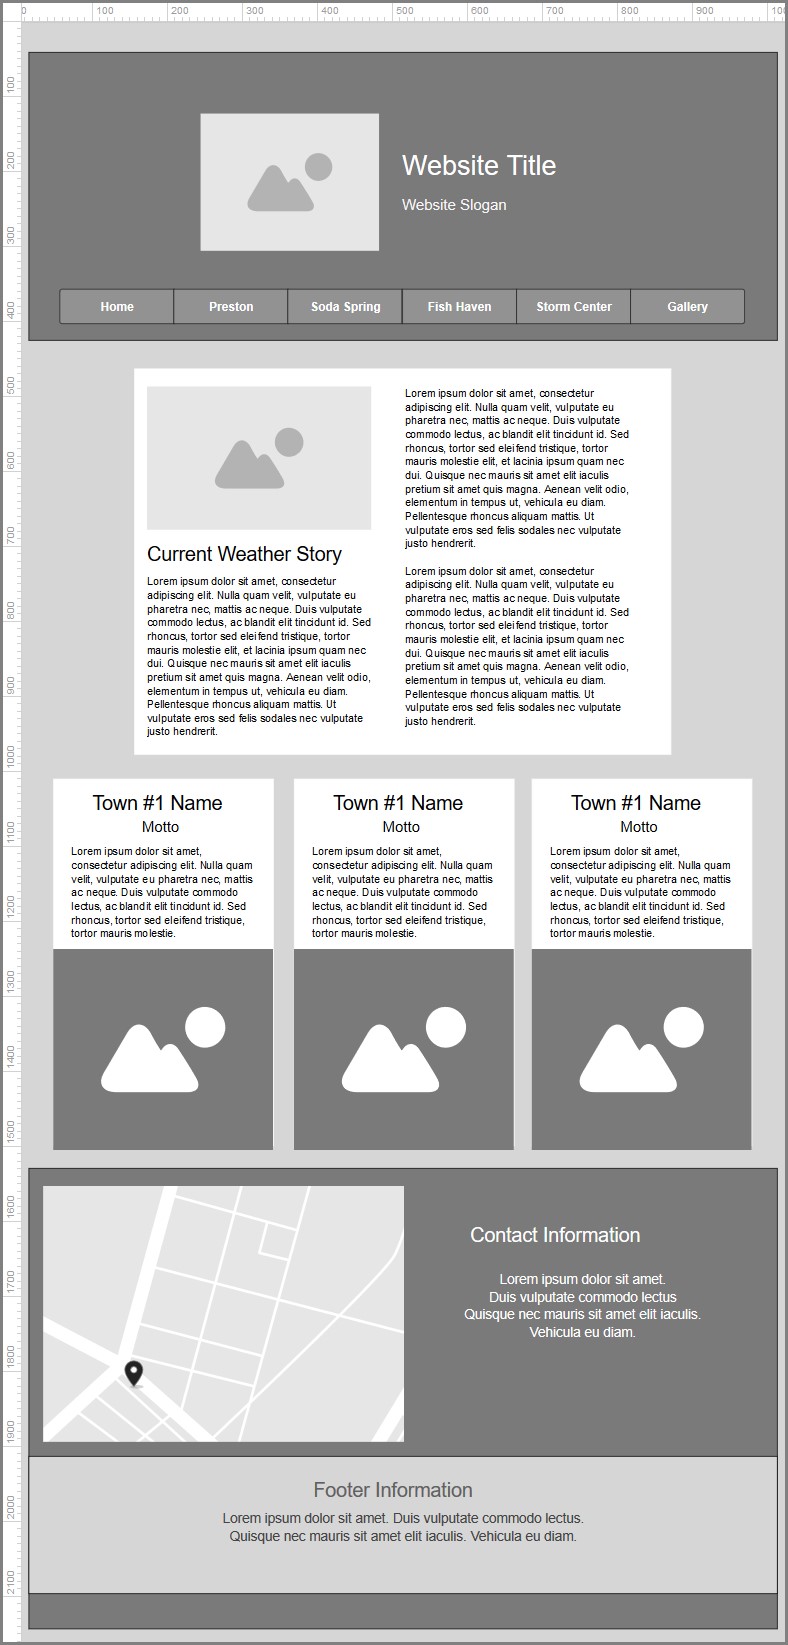 0 100 200 300 400 500 600 700 800 900 100
100
200
300
400
500
600
700
800
900
1000
1100
1200
1300
1400
1500
1600
1700
1800
1900
2000
2100
Website Title
Website Slogan
Home Preston Soda Spring Fish Haven Storm Center Gallery
Current Weather Story
Lorem ipsum dolor sit amet, consectetur
adipiscing elit. Nulla quam velit, vulputate eu
pharetra nec, mattis ac neque. Duis vulputate
commodo lectus, ac blandit elit tincidunt id. Sed
rhoncus, tortor sed eleifend tristique, tortor
mauris molestie elit, et lacinia ipsum quam nec
dui. Quisque nec mauris sit amet elit iaculis
pretium sit amet quis magna. Aenean velit odio,
elementum in tempus ut, vehicula eu diam.
Pellentesque rhoncus aliquam mattis. Ut
vulputate eros sed felis sodales nec vulputate
justo hendrerit.
Lorem ipsum dolor sit amet, consectetur
adipiscing elit. Nulla quam velit, vulputate eu
pharetra nec, mattis ac neque. Duis vulputate
commodo lectus, ac blandit elit tincidunt id. Sed
rhoncus, tortor sed eleifend tristique, tortor
mauris molestie elit, et lacinia ipsum quam nec
dui. Quisque nec mauris sit amet elit iaculis
pretium sit amet quis magna. Aenean velit odio,
elementum in tempus ut, vehicula eu diam.
Pellentesque rhoncus aliquam mattis. Ut
vulputate eros sed felis sodales nec vulputate
justo hendrerit.
Lorem ipsum dolor sit amet, consectetur
adipiscing elit. Nulla quam velit, vulputate eu
pharetra nec, mattis ac neque. Duis vulputate
commodo lectus, ac blandit elit tincidunt id. Sed
rhoncus, tortor sed eleifend tristique, tortor
mauris molestie elit, et lacinia ipsum quam nec
dui. Quisque nec mauris sit amet elit iaculis
pretium sit amet quis magna. Aenean velit odio,
elementum in tempus ut, vehicula eu diam.
Pellentesque rhoncus aliquam mattis. Ut
vulputate eros sed felis sodales nec vulputate
justo hendrerit.
Town #1 Name
Motto
Lorem ipsum dolor sit amet,
consectetur adipiscing elit. Nulla quam
velit, vulputate eu pharetra nec, mattis
ac neque. Duis vulputate commodo
lectus, ac blandit elit tincidunt id. Sed
rhoncus, tortor sed eleifend tristique,
tortor mauris molestie.
Town #1 Name
Motto
Lorem ipsum dolor sit amet,
consectetur adipiscing elit. Nulla quam
velit, vulputate eu pharetra nec, mattis
ac neque. Duis vulputate commodo
lectus, ac blandit elit tincidunt id. Sed
rhoncus, tortor sed eleifend tristique,
tortor mauris molestie.
Town #1 Name
Motto
Lorem ipsum dolor sit amet,
consectetur adipiscing elit. Nulla quam
velit, vulputate eu pharetra nec, mattis
ac neque. Duis vulputate commodo
lectus, ac blandit elit tincidunt id. Sed
rhoncus, tortor sed eleifend tristique,
tortor mauris molestie.
Contact Information
Lorem ipsum dolor sit amet.
Duis vulputate commodo lectus
Quisque nec mauris sit amet elit iaculis.
Vehicula eu diam.
Footer Information
Lorem ipsum dolor sit amet. Duis vulputate commodo lectus.
Quisque nec mauris sit amet elit iaculis. Vehicula eu diam.